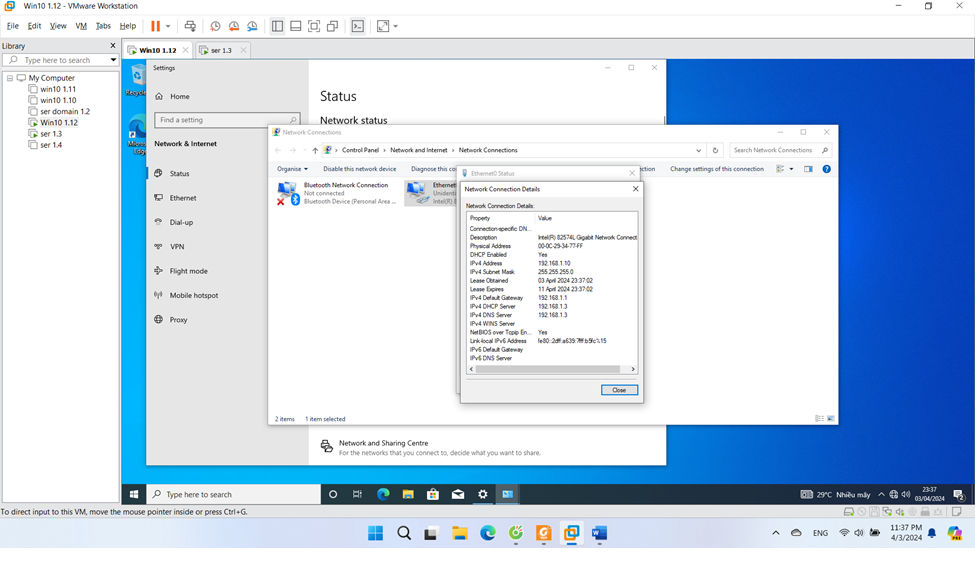 Win10 1.12 - VMware Workstation
File Edit View VM Tabs Help
Library
Type here to search
My Computer
win10 1.11
win10 1.10
ser domain 1.2
Win10 1.12
ser 1.3
ser 1.4
Win10 1.12
ser 1.3
Settings
Home
Find a setting
Network & Internet
Status
Ethernet
Dial-up
VPN
Flight mode
Mobile hotspot
Proxy
Status
Network status
Network Connections
Control Panel > Network and Internet > Network Connections
Search Network Connections
Organise Disable this network device Diagnose this co
Change settings of this connection
Bluetooth Network Connection
Not connected
Bluetooth Device (Personal Area ...
Ethernet
Unidenti
Intel(R)
Ethernet0 Status
Network Connection Details
Network Connection Details:
Property Value
Connection-specific DN...
Description Intel(R) 82574L Gigabit Network Connect
Physical Address 00-0C-29-34-77-FF
DHCP Enabled Yes
IPv4 Address 192.168.1.10
IPv4 Subnet Mask 255.255.255.0
Lease Obtained 03 April 2024 23:37:02
Lease Expires 11 April 2024 23:37:02
IPv4 Default Gateway 192.168.1.1
IPv4 DHCP Server 192.168.1.3
IPv4 DNS Server 192.168.1.3
IPv4 WINS Server
NetBIOS over Tcpip En... Yes
Link-local IPv6 Address fe80::2dff:a639:7fff:b5fc%15
IPv6 Default Gateway
IPv6 DNS Server
Close
2 items 1 item selected
Network and Sharing Centre
For the networks that you connect to, decide what you want to share.
Type here to search
29°C Nhiều mây
23:37
03/04/2024
To direct input to this VM, move the mouse pointer inside or press Ctrl+G.
ENG
11:37 PM
4/3/2024